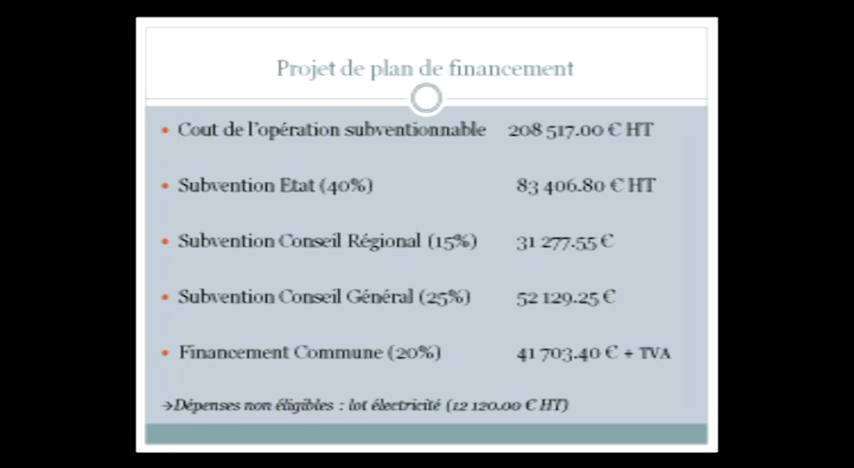 Projet de plan de financement
• Cout de l'opération subventionnable 208 517.00 € HT
• Subvention Etat (40%) 83 406.80 € HT
• Subvention Conseil Régional (15%) 31 277.55 €
• Subvention Conseil Général (25%) 52 129.25 €
• Financement Commune (20%) 41 703.40 € + TVA
→Dépenses non éligibles : lot électricité (12 120.00 € HT)